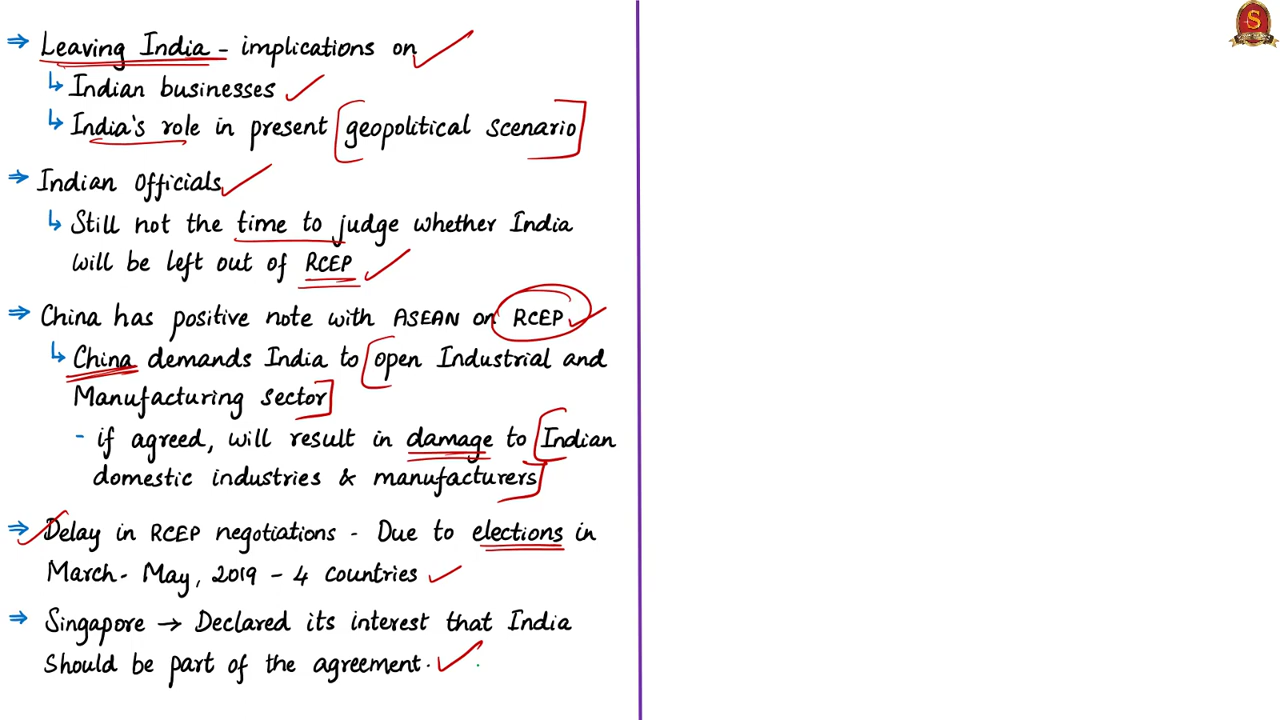 ⇒ Leaving India - implications on
↳ Indian businesses
↳ India's role in present geopolitical scenario
⇒ Indian Officials
↳ Still not the time to judge whether India
will be left out of RCEP
⇒ China has positive note with ASEAN on RCEP
↳ China demands India to open Industrial and
Manufacturing sector
- if agreed, will result in damage to Indian
domestic industries & manufacturers
⇒ Delay in RCEP negotiations - Due to elections in
March - May, 2019 - 4 countries
⇒ Singapore → Declared its interest that India
should be part of the agreement.
S